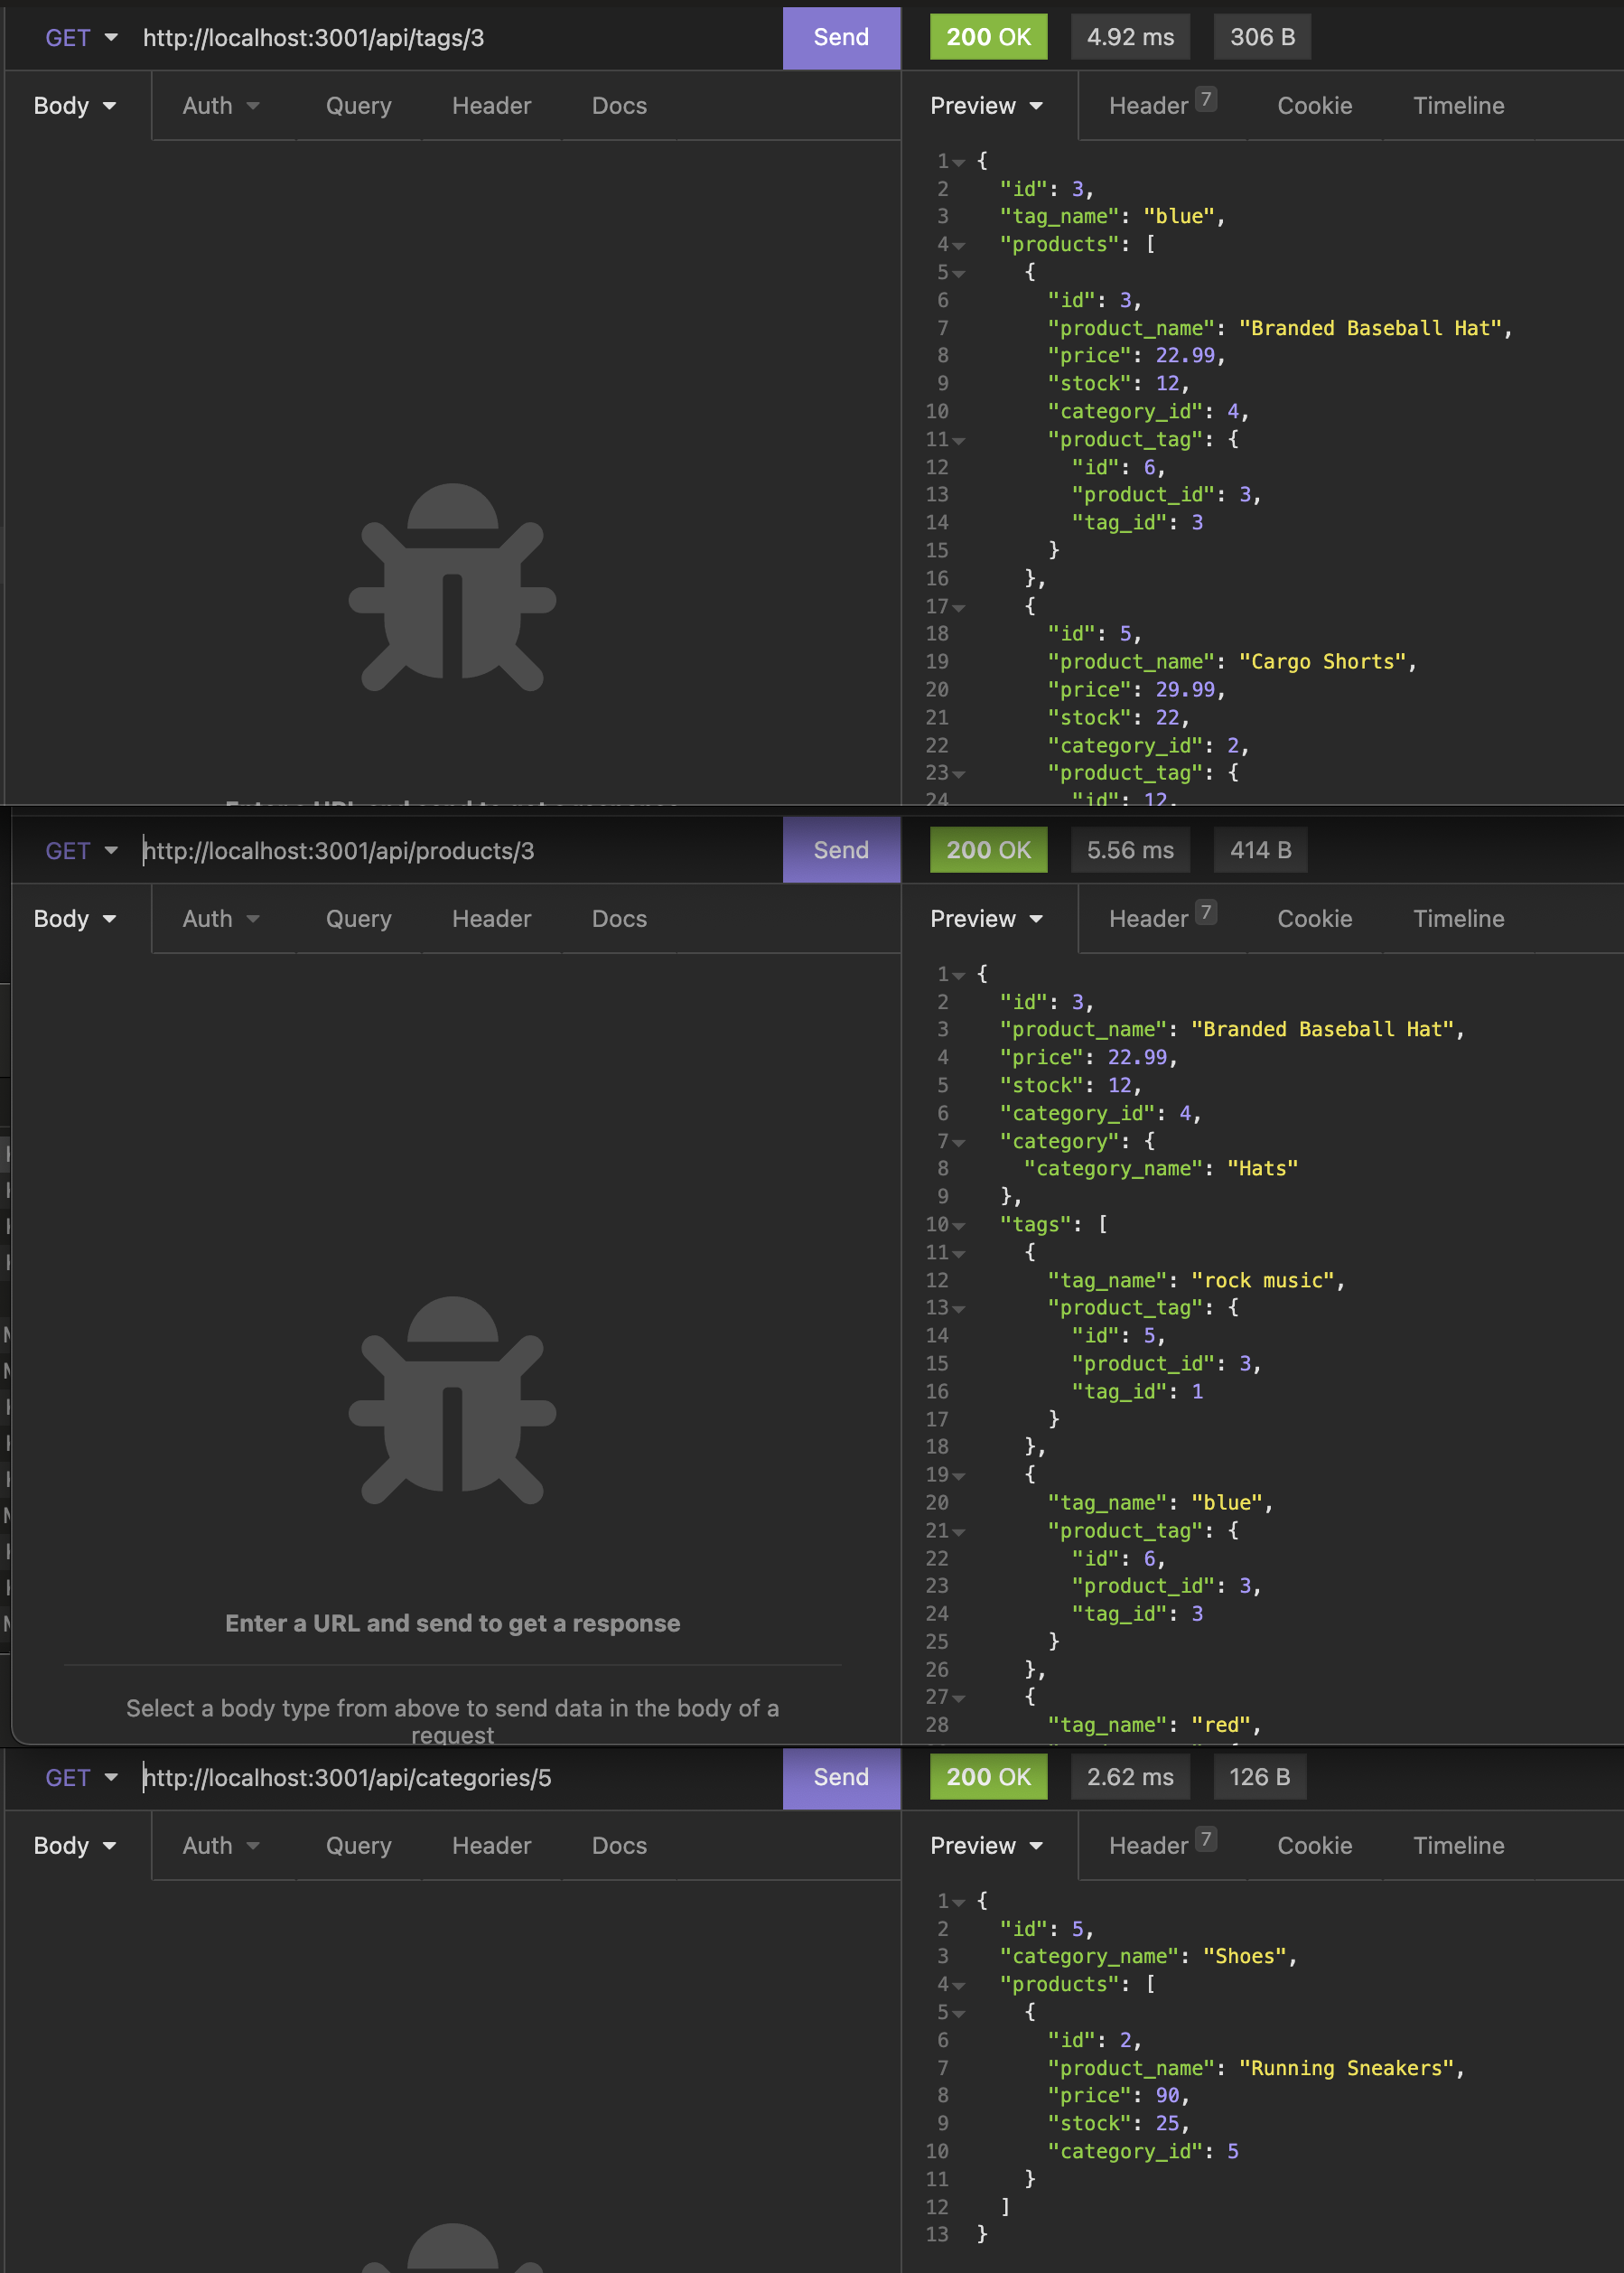 GET http://localhost:3001/api/tags/3 Send 200 OK 4.92 ms 306 B
Body Auth Query Header Docs Preview Header 7 Cookie Timeline
1 {
2 "id": 3,
3 "tag_name": "blue",
4 "products": [
5 {
6 "id": 3,
7 "product_name": "Branded Baseball Hat",
8 "price": 22.99,
9 "stock": 12,
10 "category_id": 4,
11 "product_tag": {
12 "id": 6,
13 "product_id": 3,
14 "tag_id": 3
15 }
16 },
17 {
18 "id": 5,
19 "product_name": "Cargo Shorts",
20 "price": 29.99,
21 "stock": 22,
22 "category_id": 2,
23 "product_tag": {
24 "id": 12,
Enter a URL and send to get a response
GET http://localhost:3001/api/products/3 Send 200 OK 5.56 ms 414 B
Body Auth Query Header Docs Preview Header 7 Cookie Timeline
1 {
2 "id": 3,
3 "product_name": "Branded Baseball Hat",
4 "price": 22.99,
5 "stock": 12,
6 "category_id": 4,
7 "category": {
8 "category_name": "Hats"
9 },
10 "tags": [
11 {
12 "tag_name": "rock music",
13 "product_tag": {
14 "id": 5,
15 "product_id": 3,
16 "tag_id": 1
17 }
18 },
19 {
20 "tag_name": "blue",
21 "product_tag": {
22 "id": 6,
23 "product_id": 3,
24 "tag_id": 3
25 }
26 },
27 {
28 "tag_name": "red",
Enter a URL and send to get a response
Select a body type from above to send data in the body of a
request
GET http://localhost:3001/api/categories/5 Send 200 OK 2.62 ms 126 B
Body Auth Query Header Docs Preview Header 7 Cookie Timeline
1 {
2 "id": 5,
3 "category_name": "Shoes",
4 "products": [
5 {
6 "id": 2,
7 "product_name": "Running Sneakers",
8 "price": 90,
9 "stock": 25,
10 "category_id": 5
11 }
12 ]
13 }